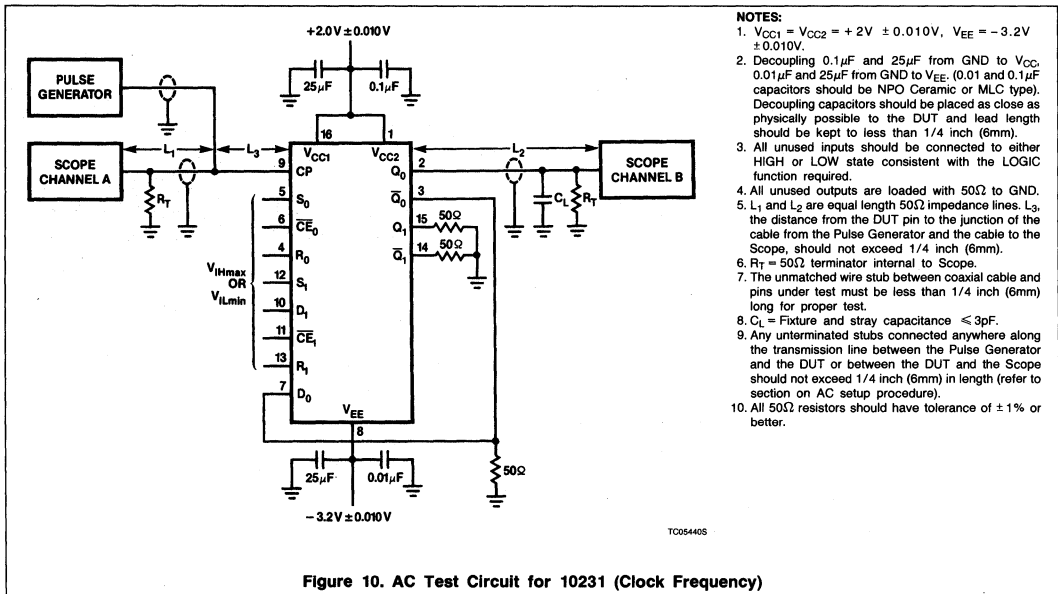 +2.0V ± 0.010V
25μF
0.1μF
PULSE
GENERATOR
SCOPE
CHANNEL A
L1
L3
RT
16
1
VCC1
VCC2
9
CP
5
S0
6
C̅E̅0
4
R0
12
S1
10
D1
11
C̅E̅1
13
R1
7
D0
VIHmax
OR
VILmin
2
Q0
3
Q̅0
15
Q1
14
Q̅1
50Ω
50Ω
L2
CL
RT
SCOPE
CHANNEL B
VEE
8
25μF
0.01μF
50Ω
– 3.2V ± 0.010V
TC05440S
NOTES:
1. VCC1 = VCC2 = + 2V ± 0.010V, VEE = – 3.2V
± 0.010V.
2. Decoupling 0.1μF and 25μF from GND to VCC,
0.01μF and 25μF from GND to VEE. (0.01 and 0.1μF
capacitors should be NPO Ceramic or MLC type).
Decoupling capacitors should be placed as close as
physically possible to the DUT and lead length
should be kept to less than 1/4 inch (6mm).
3. All unused inputs should be connected to either
HIGH or LOW state consistent with the LOGIC
function required.
4. All unused outputs are loaded with 50Ω to GND.
5. L1 and L2 are equal length 50Ω impedance lines. L3,
the distance from the DUT pin to the junction of the
cable from the Pulse Generator and the cable to the
Scope, should not exceed 1/4 inch (6mm).
6. RT = 50Ω terminator internal to Scope.
7. The unmatched wire stub between coaxial cable and
pins under test must be less than 1/4 inch (6mm)
long for proper test.
8. CL = Fixture and stray capacitance ⩽ 3pF.
9. Any unterminated stubs connected anywhere along
the transmission line between the Pulse Generator
and the DUT or between the DUT and the Scope
should not exceed 1/4 inch (6mm) in length (refer to
section on AC setup procedure).
10. All 50Ω resistors should have tolerance of ± 1% or
better.
Figure 10. AC Test Circuit for 10231 (Clock Frequency)